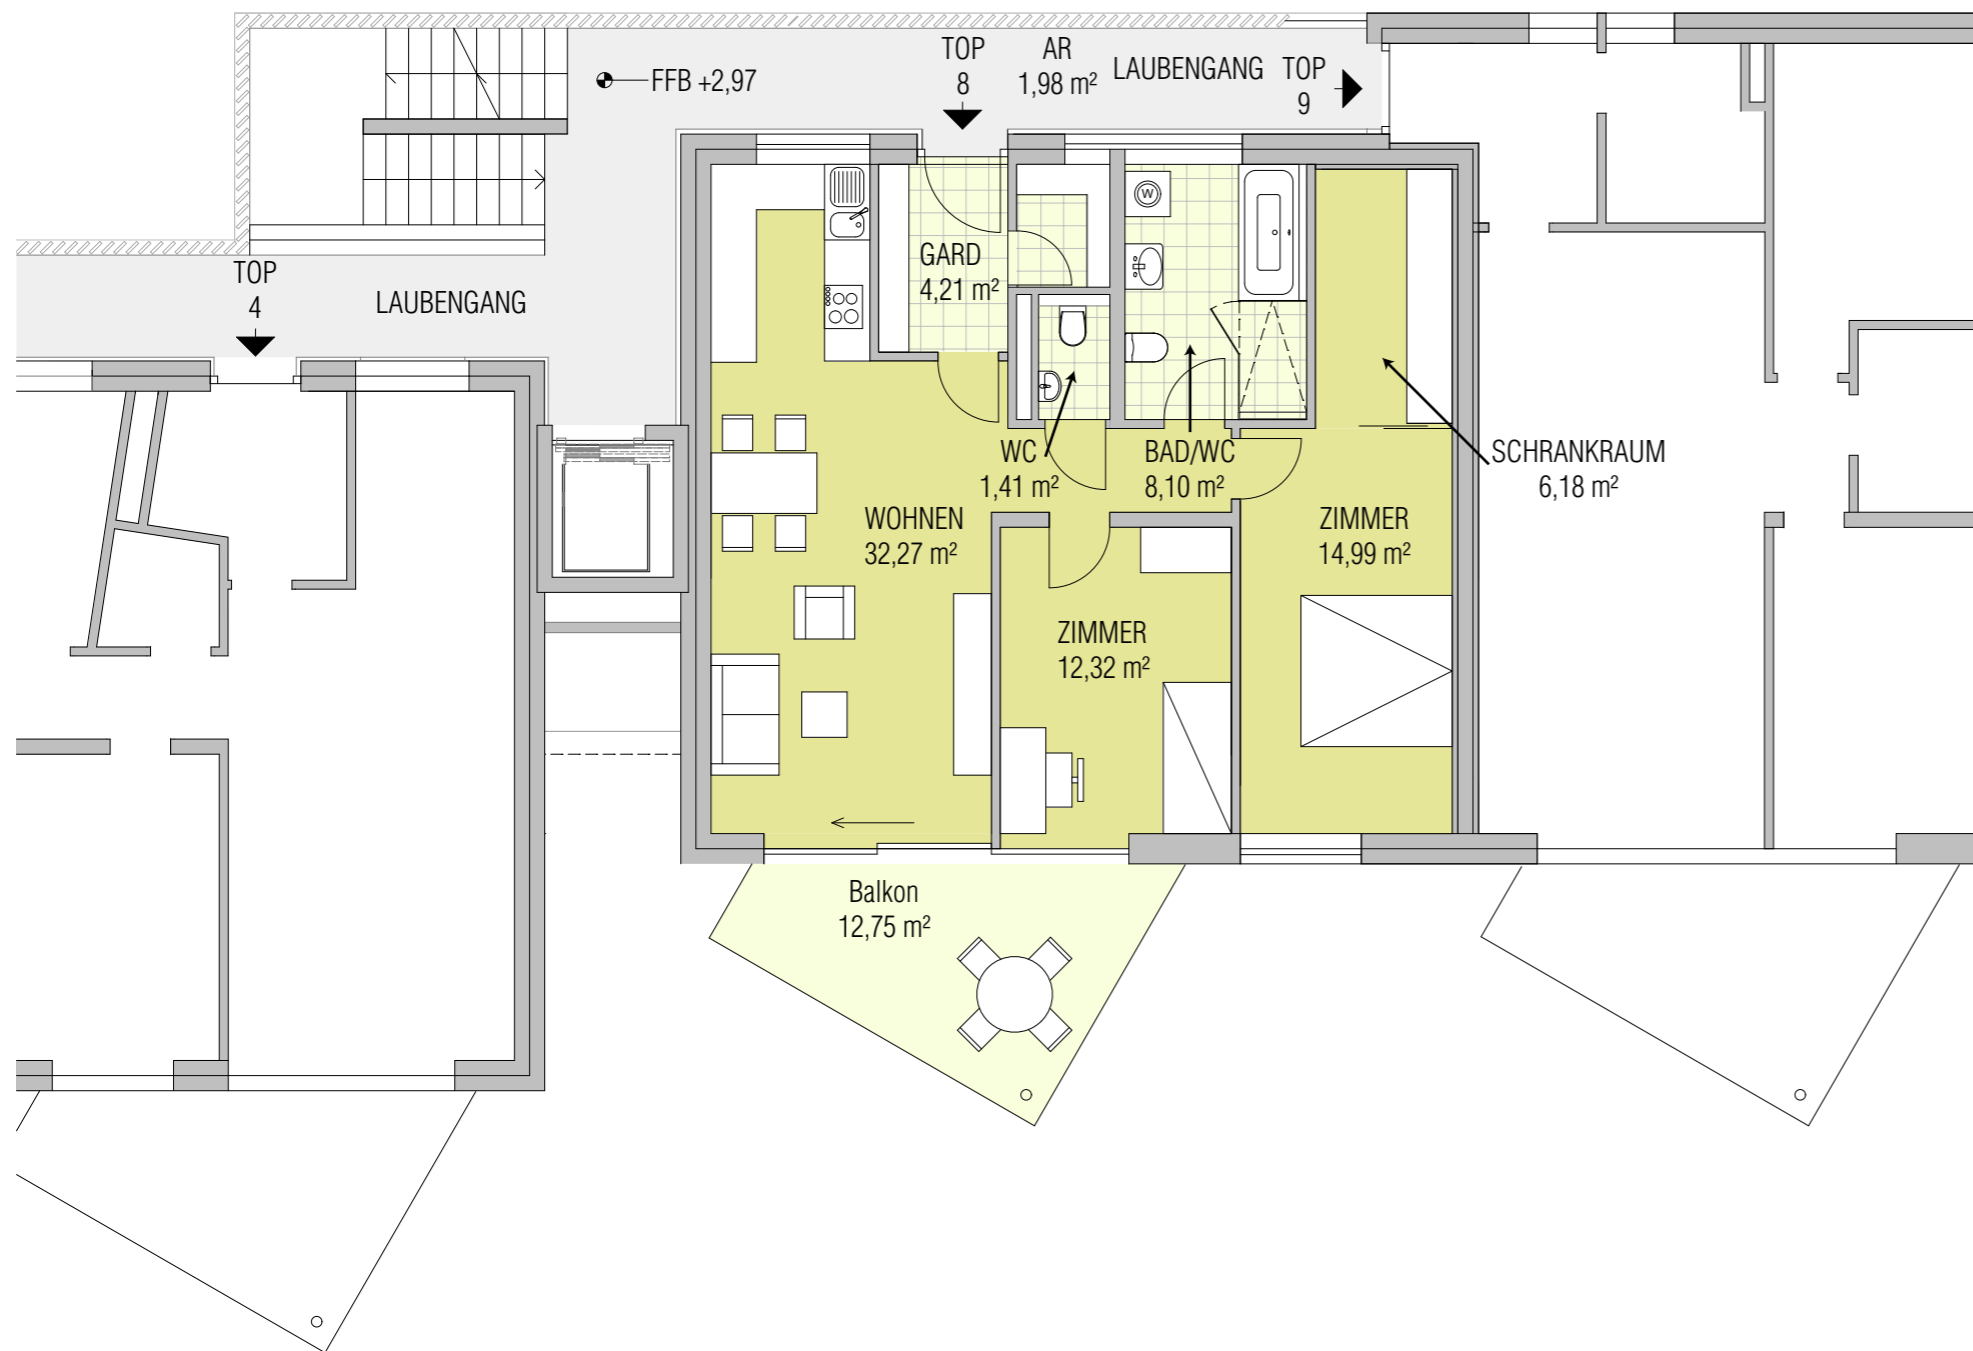 TOP
8
AR
1,98 m²
LAUBENGANG
TOP
9
FFB +2,97
TOP
4
LAUBENGANG
GARD
4,21 m²
W
WC
1,41 m²
BAD/WC
8,10 m²
SCHRANKRAUM
6,18 m²
WOHNEN
32,27 m²
ZIMMER
14,99 m²
ZIMMER
12,32 m²
Balkon
12,75 m²